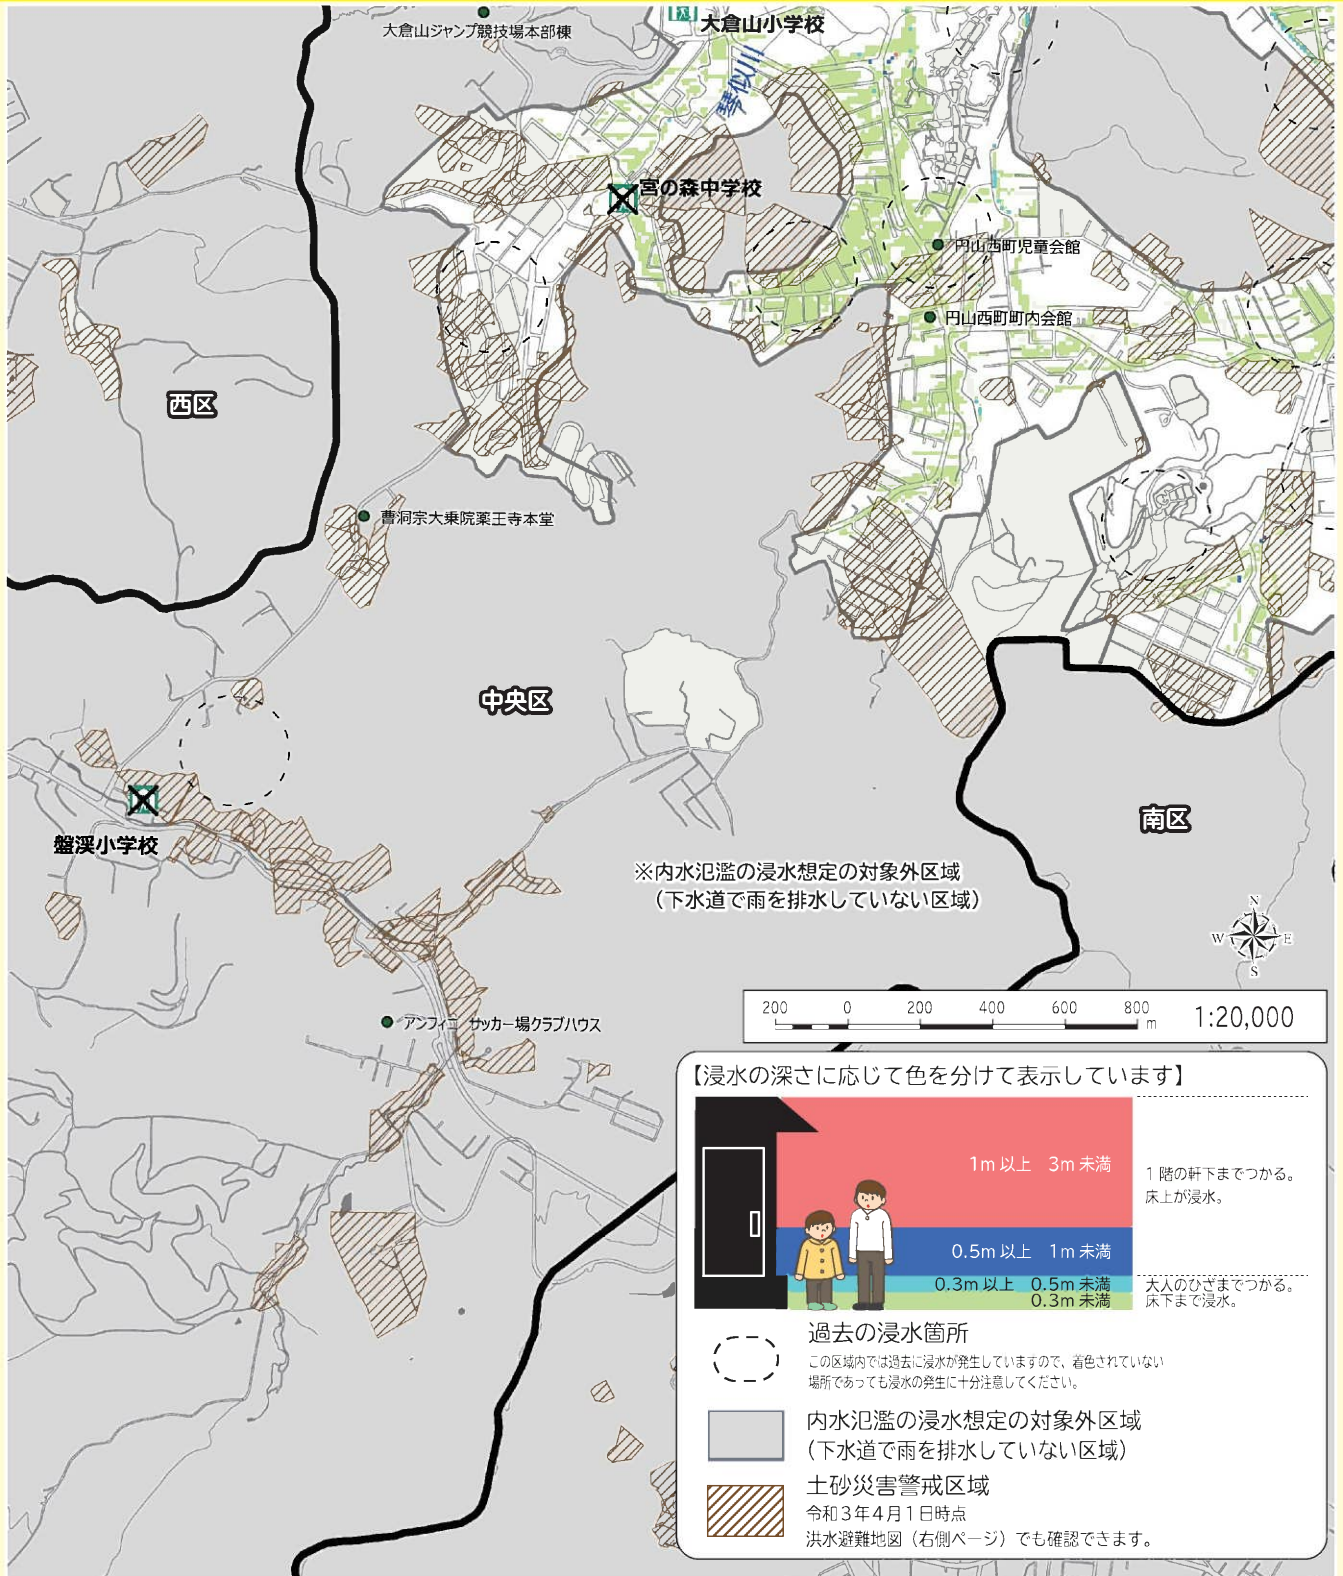 大倉山ジャンプ競技場本部棟
大倉山小学校
琴似川
宮の森中学校
円山西町児童会館
円山西町町内会館
西区
曹洞宗大乗院薬王寺本堂
中央区
盤渓小学校
南区
※内水氾濫の浸水想定の対象外区域
（下水道で雨を排水していない区域）
N
W E
S
アンフィニ サッカー場クラブハウス
200 0 200 400 600 800 m 1:20,000
【浸水の深さに応じて色を分けて表示しています】
1m 以上 3m 未満
1 階の軒下までつかる。
床上が浸水。
0.5m 以上 1m 未満
0.3m 以上 0.5m 未満
0.3m 未満
大人のひざまでつかる。
床下まで浸水。
過去の浸水箇所
この区域内では過去に浸水が発生していますので、着色されていない
場所であっても浸水の発生に十分注意してください。
内水氾濫の浸水想定の対象外区域
（下水道で雨を排水していない区域）
土砂災害警戒区域
令和３年４月１日時点
洪水避難地図（右側ページ）でも確認できます。